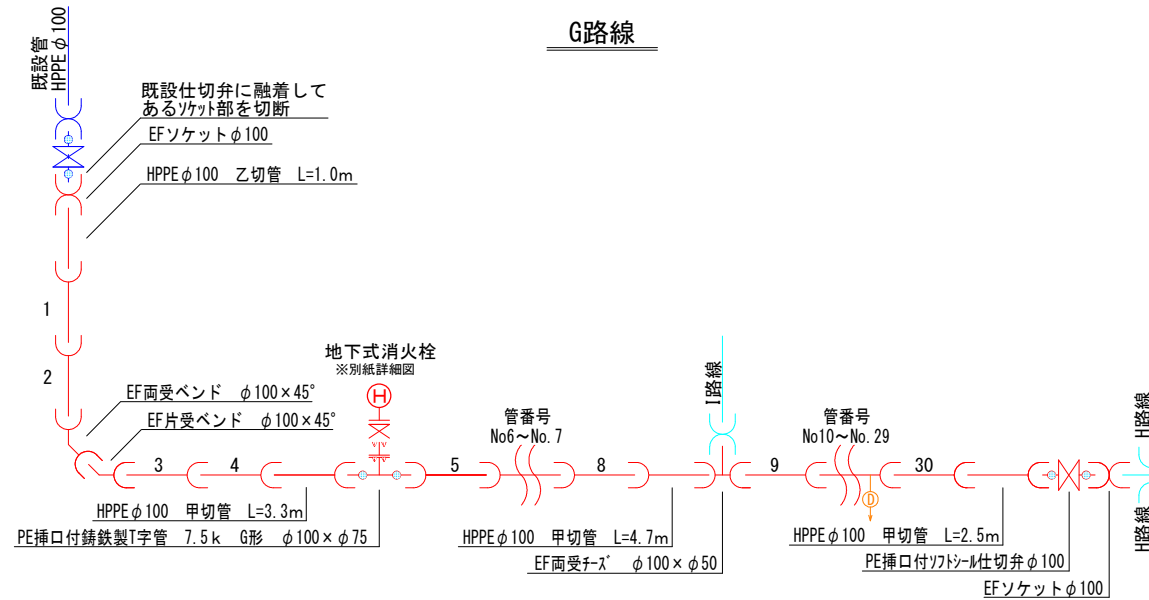 G路線
既設管
HPPEφ100
既設仕切弁に融着して
あるソケット部を切断
EFソケットφ100
HPPEφ100 乙切管 L=1.0m
1
2
EF両受ベンド φ100×45°
EF片受ベンド φ100×45°
地下式消火栓
※別紙詳細図
H
3
4
5
管番号
No6～No.7
8
I路線
9
管番号
No10～No.29
D
30
H路線
H路線
HPPEφ100 甲切管 L=3.3m
PE挿口付鋳鉄製T字管 7.5k G形 φ100×φ75
HPPEφ100 甲切管 L=4.7m
EF両受チーズ φ100×φ50
HPPEφ100 甲切管 L=2.5m
PE挿口付ソフトシール仕切弁φ100
EFソケットφ100